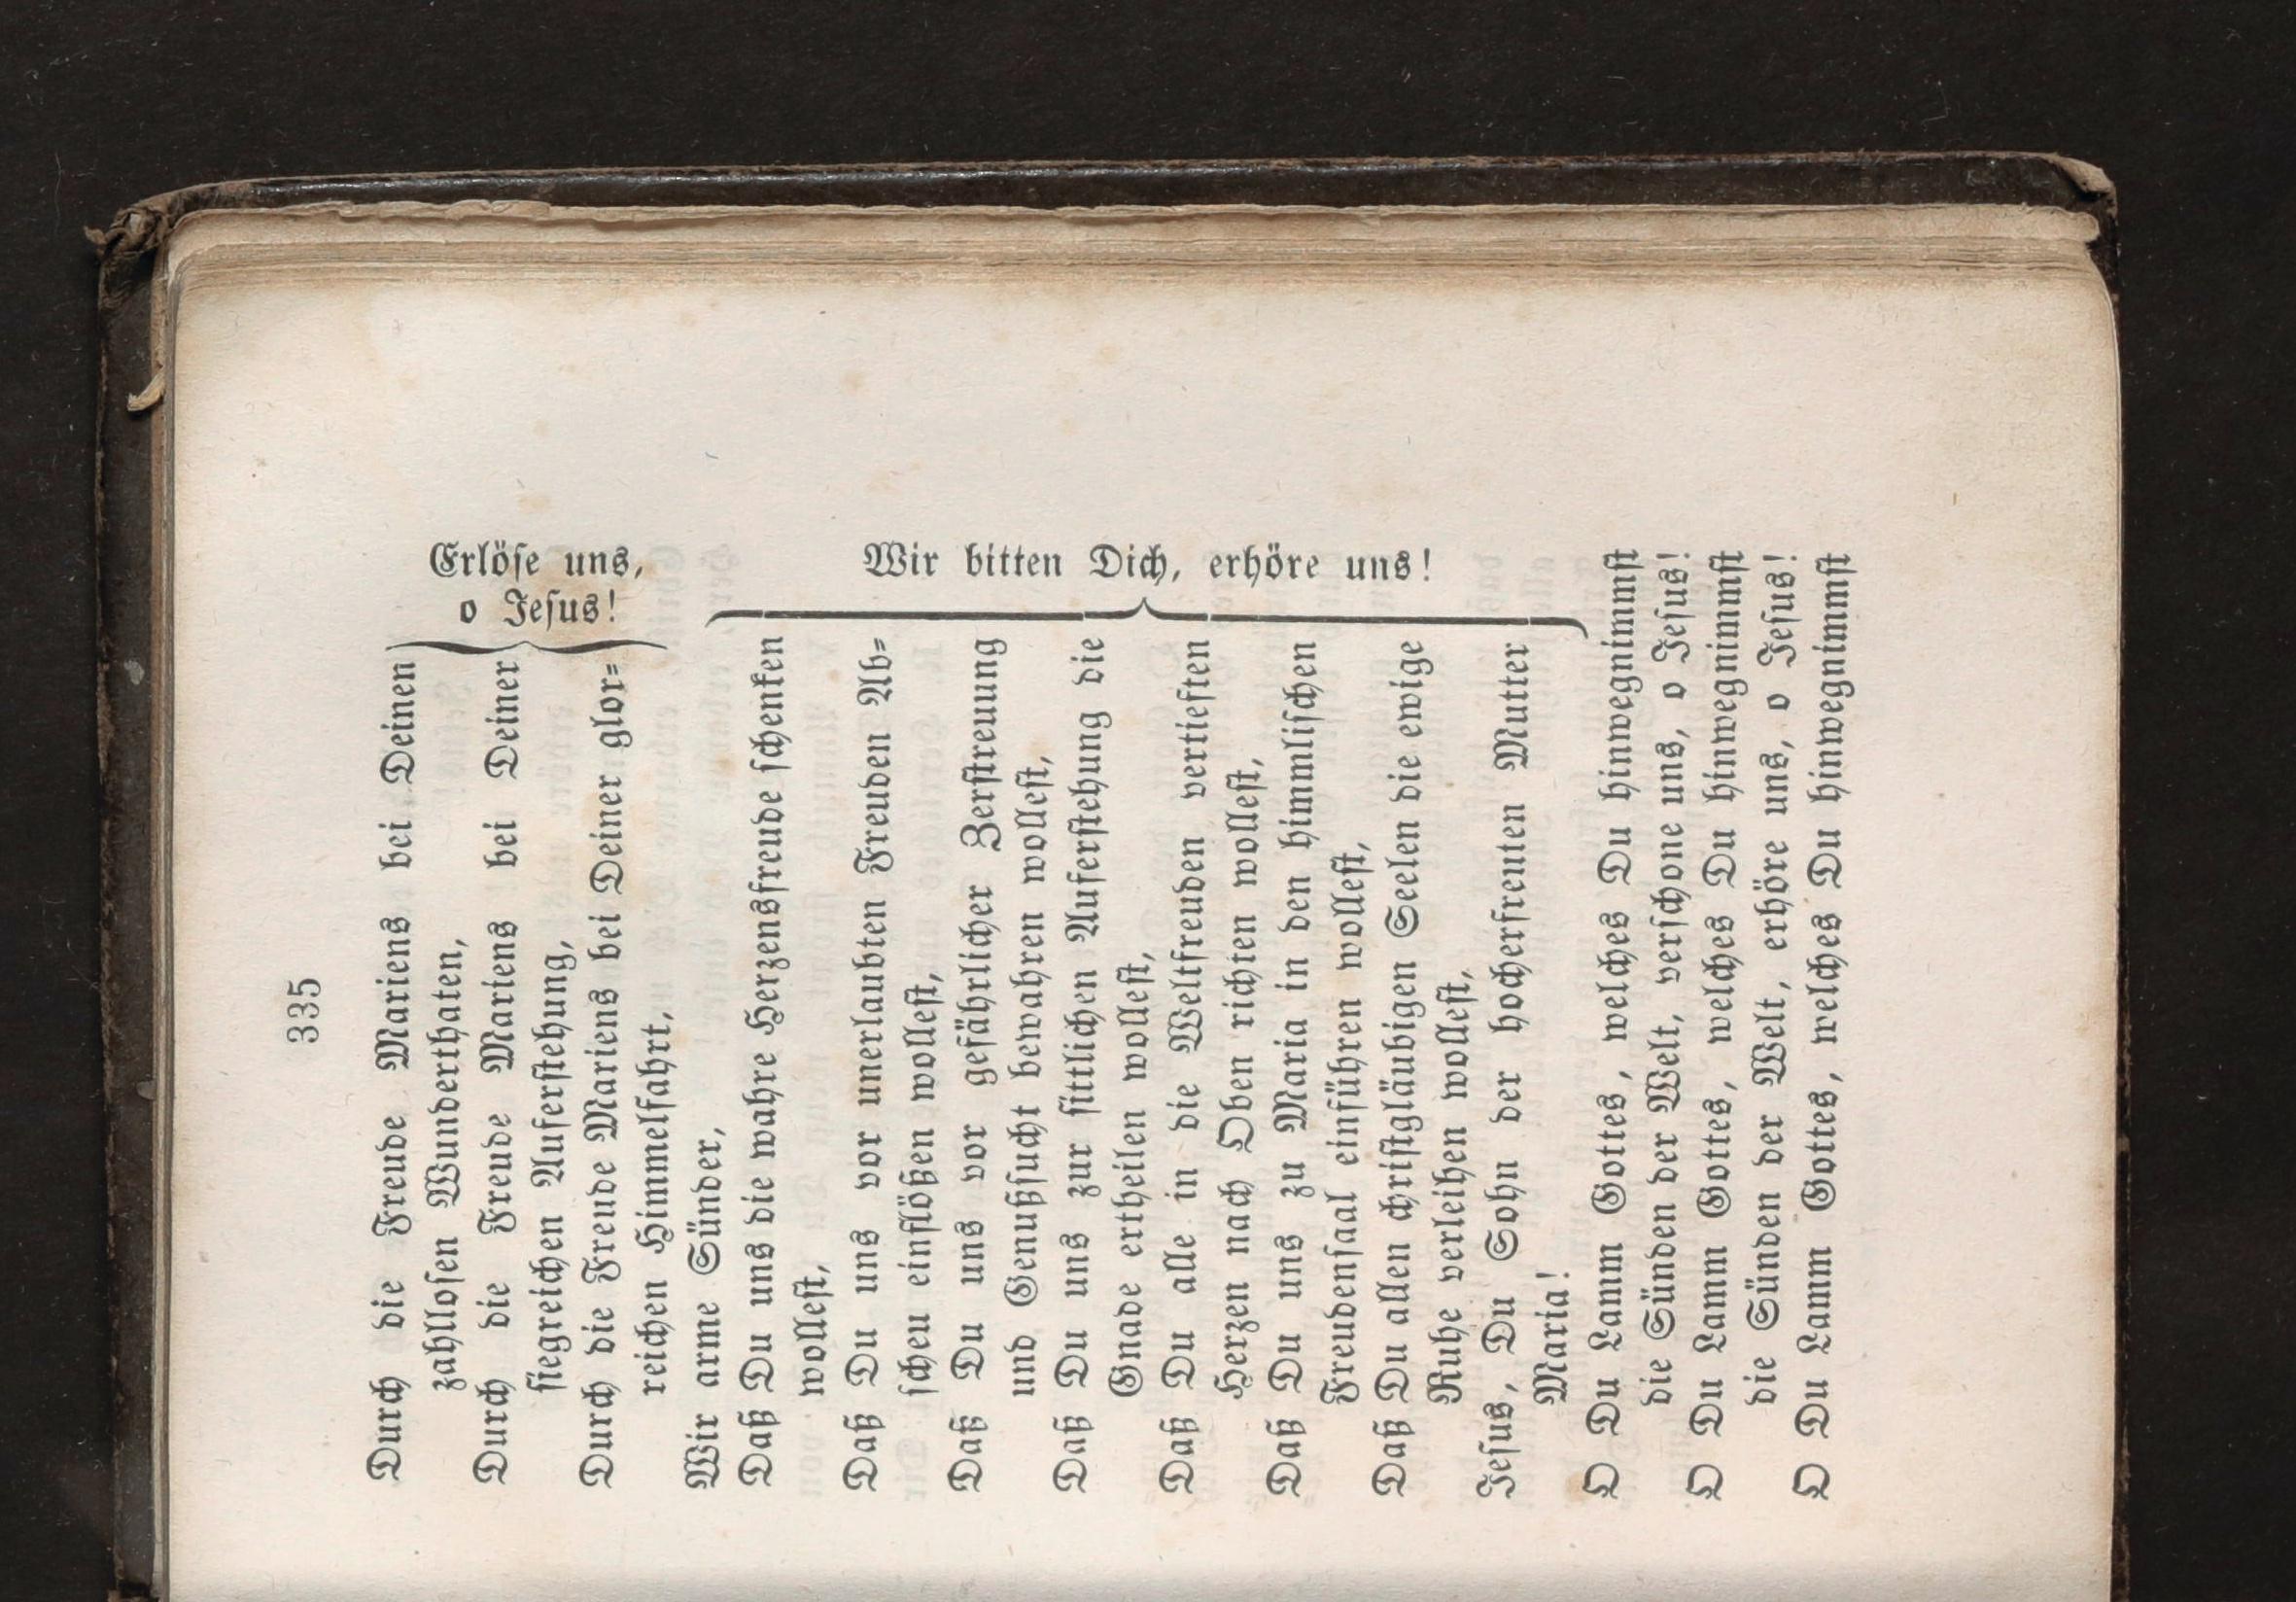 335
Durch die Freude Mariens bei Deinen
zahllosen Wunderthaten,
Durch die Freude Mariens bei Deiner
siegreichen Auferstehung,
Durch die Freude Mariens bei Deiner glor=
reichen Himmelfahrt,
Erlöse uns,
o Jesus!
Wir arme Sünder,
Daß Du uns die wahre Herzensfreude schenken
wollest,
Daß Du uns vor unerlaubten Freuden Ab=
scheu einflößen wollest,
Daß Du uns vor gefährlicher Zerstreuung
und Genußsucht bewahren wollest,
Daß Du uns zur sittlichen Auferstehung die
Gnade ertheilen wollest,
Daß Du alle in die Weltfreuden vertieften
Herzen nach Oben richten wollest,
Daß Du uns zu Maria in den himmlischen
Freudensaal einführen wollest,
Daß Du allen christgläubigen Seelen die ewige
Ruhe verleihen wollest,
Jesus, Du Sohn der hocherfreuten Mutter
Maria!
Wir bitten Dich, erhöre uns!
O Du Lamm Gottes, welches Du hinwegnimmst
die Sünden der Welt, verschone uns, o Jesus!
O Du Lamm Gottes, welches Du hinwegnimmst
die Sünden der Welt, erhöre uns, o Jesus!
O Du Lamm Gottes, welches Du hinwegnimmst